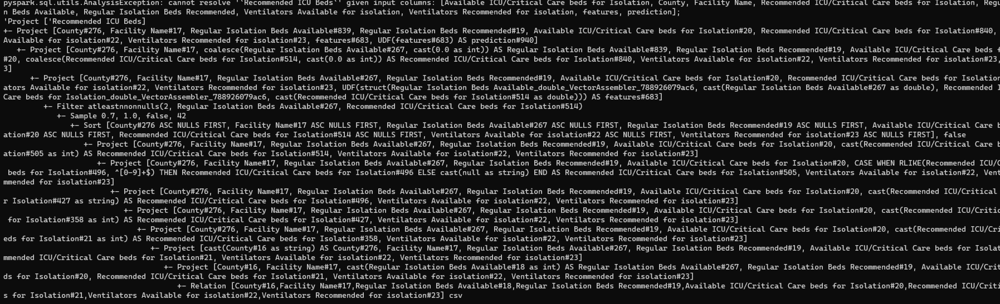 pyspark.sql.utils.AnalysisException: cannot resolve '`Recommended ICU Beds`' given input columns: [Available ICU/Critical Care beds for Isolation, County, Facility Name, Recommended ICU/Critical Care beds for Isolation, Regu
n Beds Available, Regular Isolation Beds Recommended, Ventilators Available for isolation, Ventilators Recommended for isolation, features, prediction];
'Project ['Recommended ICU Beds]
+- Project [County#276, Facility Name#17, Regular Isolation Beds Available#839, Regular Isolation Beds Recommended#19, Available ICU/Critical Care beds for Isolation#20, Recommended ICU/Critical Care beds for Isolation#840,
Available for isolation#22, Ventilators Recommended for isolation#23, features#683, UDF(features#683) AS prediction#940]
   +- Project [County#276, Facility Name#17, coalesce(Regular Isolation Beds Available#267, cast(0.0 as int)) AS Regular Isolation Beds Available#839, Regular Isolation Beds Recommended#19, Available ICU/Critical Care beds f
#20, coalesce(Recommended ICU/Critical Care beds for Isolation#514, cast(0.0 as int)) AS Recommended ICU/Critical Care beds for Isolation#840, Ventilators Available for isolation#22, Ventilators Recommended for isolation#23,
3]
      +- Project [County#276, Facility Name#17, Regular Isolation Beds Available#267, Regular Isolation Beds Recommended#19, Available ICU/Critical Care beds for Isolation#20, Recommended ICU/Critical Care beds for Isolation
ators Available for isolation#22, Ventilators Recommended for isolation#23, UDF(struct(Regular Isolation Beds Available_double_VectorAssembler_788926079ac6, cast(Regular Isolation Beds Available#267 as double), Recommended I
Care beds for Isolation_double_VectorAssembler_788926079ac6, cast(Recommended ICU/Critical Care beds for Isolation#514 as double))) AS features#683]
         +- Filter atleastnnonnulls(2, Regular Isolation Beds Available#267, Recommended ICU/Critical Care beds for Isolation#514)
            +- Sample 0.7, 1.0, false, 42
               +- Sort [County#276 ASC NULLS FIRST, Facility Name#17 ASC NULLS FIRST, Regular Isolation Beds Available#267 ASC NULLS FIRST, Regular Isolation Beds Recommended#19 ASC NULLS FIRST, Available ICU/Critical Care b
ation#20 ASC NULLS FIRST, Recommended ICU/Critical Care beds for Isolation#514 ASC NULLS FIRST, Ventilators Available for isolation#22 ASC NULLS FIRST, Ventilators Recommended for isolation#23 ASC NULLS FIRST], false
                  +- Project [County#276, Facility Name#17, Regular Isolation Beds Available#267, Regular Isolation Beds Recommended#19, Available ICU/Critical Care beds for Isolation#20, cast(Recommended ICU/Critical Care b
ation#505 as int) AS Recommended ICU/Critical Care beds for Isolation#514, Ventilators Available for isolation#22, Ventilators Recommended for isolation#23]
                     +- Project [County#276, Facility Name#17, Regular Isolation Beds Available#267, Regular Isolation Beds Recommended#19, Available ICU/Critical Care beds for Isolation#20, CASE WHEN RLIKE(Recommended ICU/C
 beds for Isolation#496, ^[0-9]+$) THEN Recommended ICU/Critical Care beds for Isolation#496 ELSE cast(null as string) END AS Recommended ICU/Critical Care beds for Isolation#505, Ventilators Available for isolation#22, Vent
mmended for isolation#23]
                        +- Project [County#276, Facility Name#17, Regular Isolation Beds Available#267, Regular Isolation Beds Recommended#19, Available ICU/Critical Care beds for Isolation#20, cast(Recommended ICU/Critical
r Isolation#427 as string) AS Recommended ICU/Critical Care beds for Isolation#496, Ventilators Available for isolation#22, Ventilators Recommended for isolation#23]
                           +- Project [County#276, Facility Name#17, Regular Isolation Beds Available#267, Regular Isolation Beds Recommended#19, Available ICU/Critical Care beds for Isolation#20, cast(Recommended ICU/Critic
 for Isolation#358 as int) AS Recommended ICU/Critical Care beds for Isolation#427, Ventilators Available for isolation#22, Ventilators Recommended for isolation#23]
                              +- Project [County#276, Facility Name#17, Regular Isolation Beds Available#267, Regular Isolation Beds Recommended#19, Available ICU/Critical Care beds for Isolation#20, cast(Recommended ICU/Cri
eds for Isolation#21 as int) AS Recommended ICU/Critical Care beds for Isolation#358, Ventilators Available for isolation#22, Ventilators Recommended for isolation#23]
                                 +- Project [cast(County#16 as string) AS County#276, Facility Name#17, Regular Isolation Beds Available#267, Regular Isolation Beds Recommended#19, Available ICU/Critical Care beds for Isolat
mmended ICU/Critical Care beds for Isolation#21, Ventilators Available for isolation#22, Ventilators Recommended for isolation#23]
                                    +- Project [County#16, Facility Name#17, cast(Regular Isolation Beds Available#18 as int) AS Regular Isolation Beds Available#267, Regular Isolation Beds Recommended#19, Available ICU/Crit
ds for Isolation#20, Recommended ICU/Critical Care beds for Isolation#21, Ventilators Available for isolation#22, Ventilators Recommended for isolation#23]
                                       +- Relation [County#16,Facility Name#17,Regular Isolation Beds Available#18,Regular Isolation Beds Recommended#19,Available ICU/Critical Care beds for Isolation#20,Recommended ICU/Criti
s for Isolation#21,Ventilators Available for isolation#22,Ventilators Recommended for isolation#23] csv